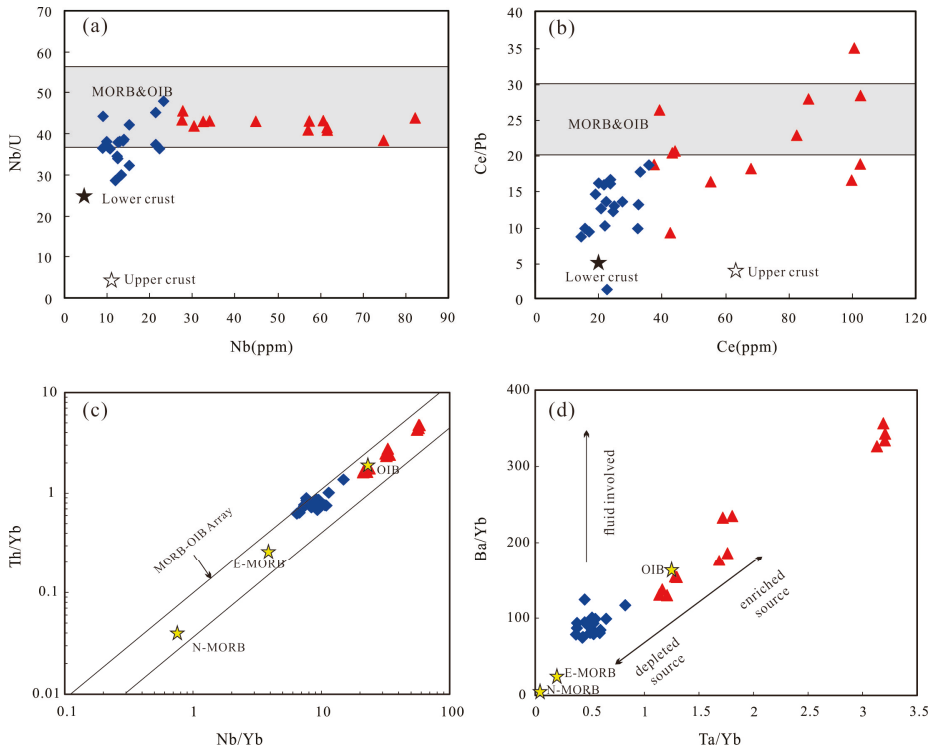 (a)
70
60
50
40
30
20
10
0
Nb/U
MORB&OIB
Lower crust
Upper crust
0 10 20 30 40 50 60 70 80 90
Nb(ppm)
(b)
40
35
30
25
20
15
10
5
0
Ce/Pb
MORB&OIB
Lower crust
Upper crust
0 20 40 60 80 100 120
Ce(ppm)
(c)
10
1
0.1
0.01
Th/Yb
MORB-OIB Array
OIB
E-MORB
N-MORB
0.1 1 10 100
Nb/Yb
(d)
400
300
200
100
0
Ba/Yb
fluid involved
OIB
enriched
source
depleted
source
E-MORB
N-MORB
0 0.5 1 1.5 2 2.5 3 3.5
Ta/Yb